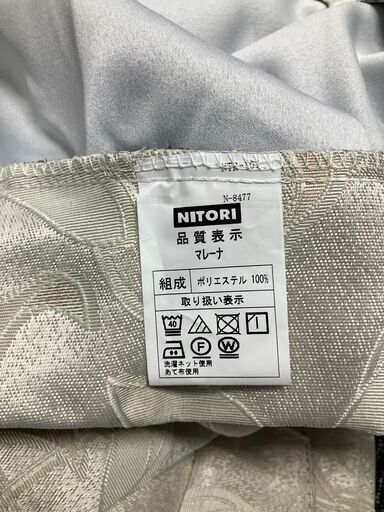 N-8477
NITORI
品質表示
マレーナ
組成 ポリエステル 100%
取り扱い表示
40
F W
洗濯ネット使用
あて布使用